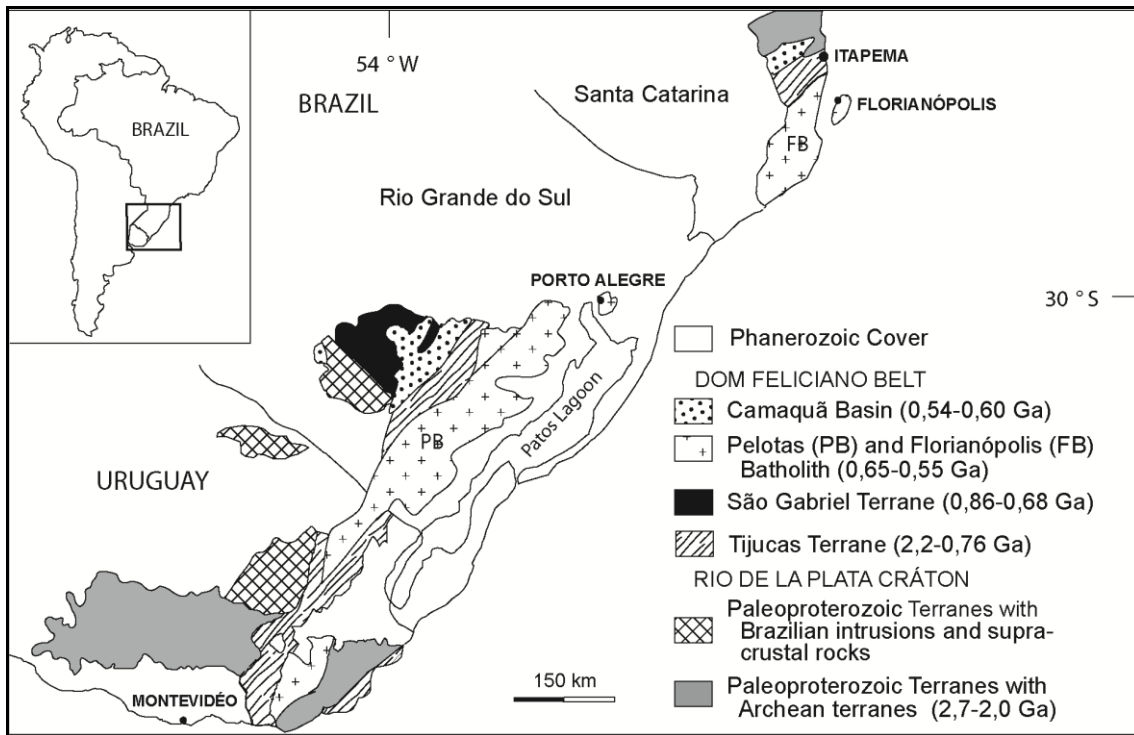 BRAZIL
54 ° W
BRAZIL
Santa Catarina
ITAPEMA
FLORIANÓPOLIS
FB
Rio Grande do Sul
PORTO ALEGRE
30 ° S
Patos Lagoon
PB
URUGUAY
MONTEVIDÉO
150 km
Phanerozoic Cover
DOM FELICIANO BELT
Camaquã Basin (0,54-0,60 Ga)
Pelotas (PB) and Florianópolis (FB)
Batholith (0,65-0,55 Ga)
São Gabriel Terrane (0,86-0,68 Ga)
Tijucas Terrane (2,2-0,76 Ga)
RIO DE LA PLATA CRÁTON
Paleoproterozoic Terranes with
Brazilian intrusions and supra-
crustal rocks
Paleoproterozoic Terranes with
Archean terranes (2,7-2,0 Ga)